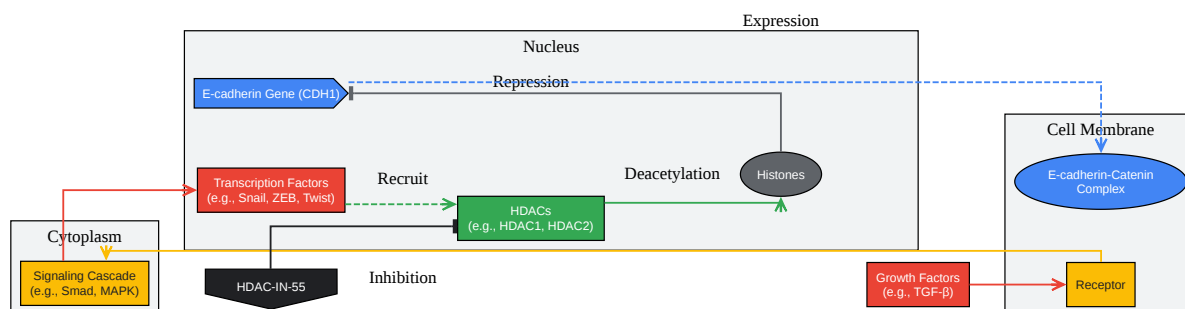 Expression
Nucleus
E-cadherin Gene (CDH1)
Repression
Cell Membrane
E-cadherin-Catenin
Complex
Histones
Deacetylation
Recruit
Transcription Factors
(e.g., Snail, ZEB, Twist)
HDACs
(e.g., HDAC1, HDAC2)
Cytoplasm
Signaling Cascade
(e.g., Smad, MAPK)
HDAC-IN-55
Inhibition
Growth Factors
(e.g., TGF-β)
Receptor